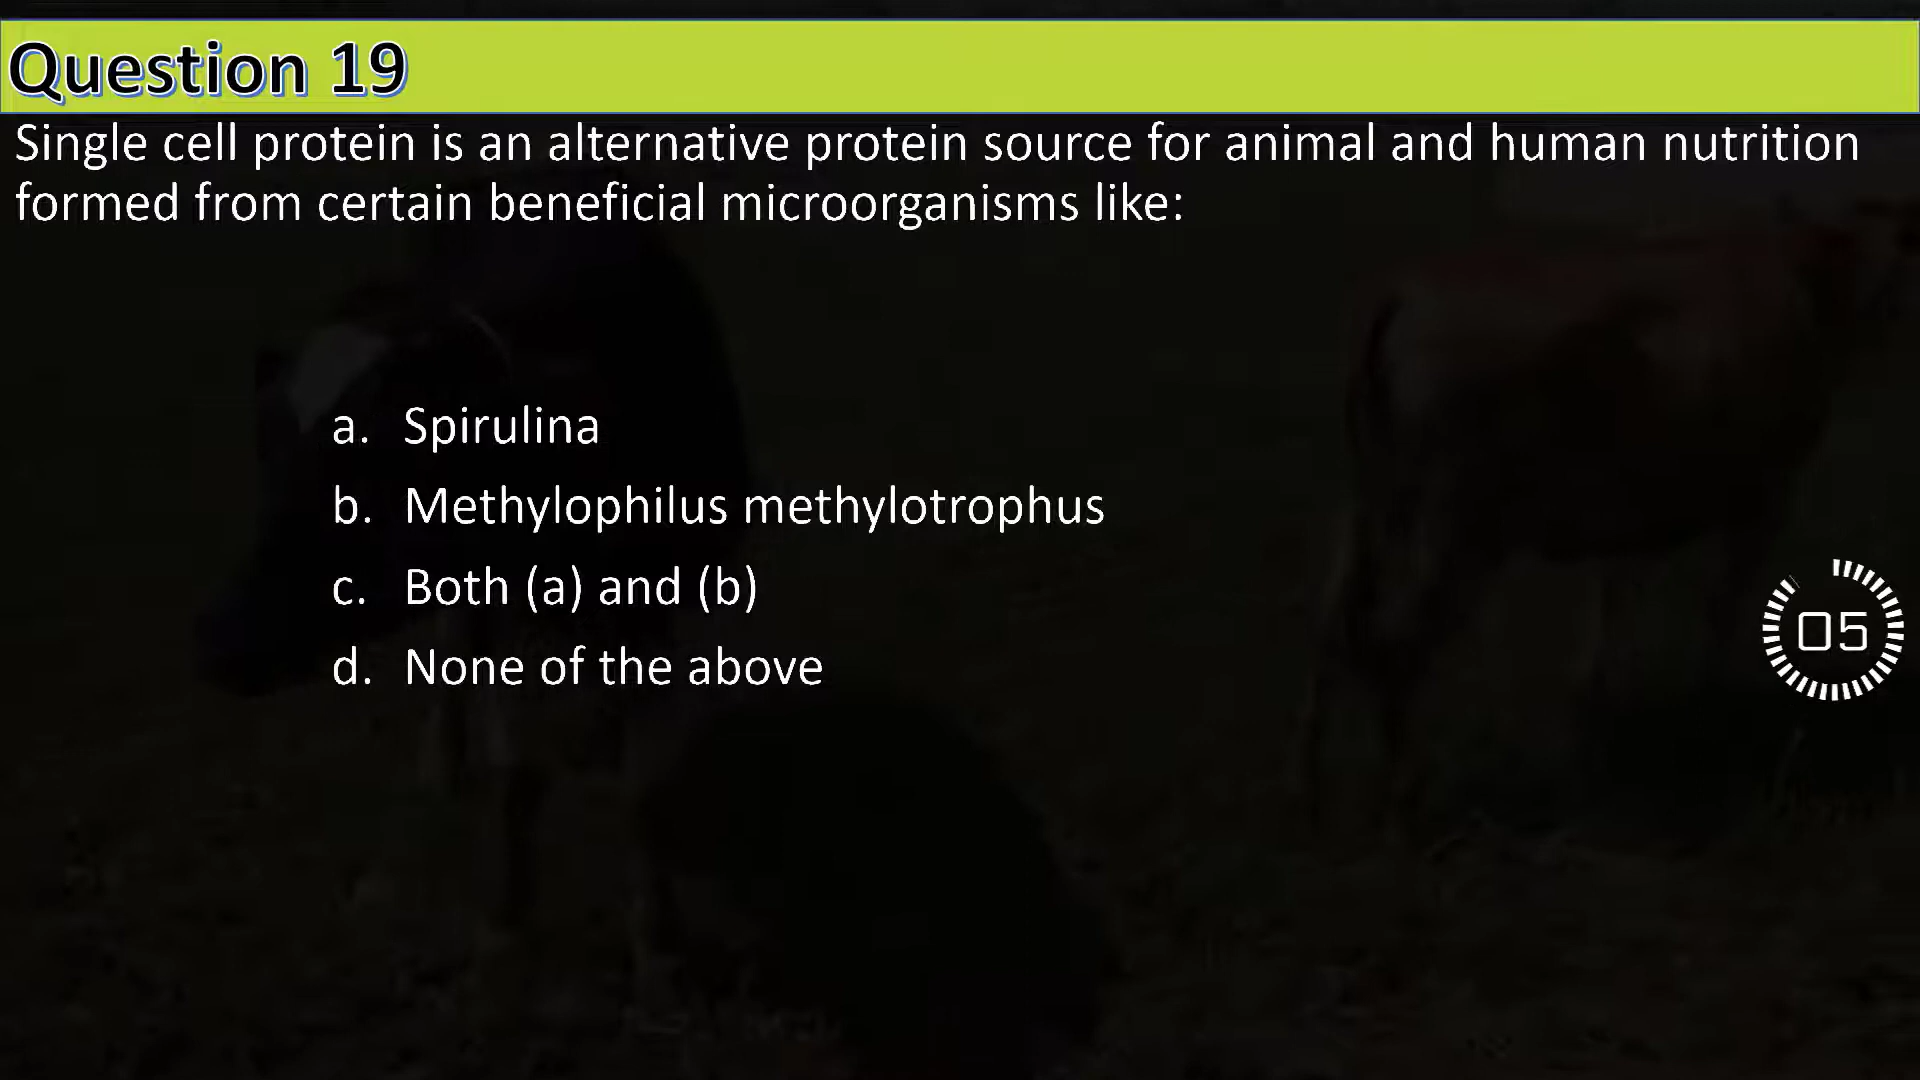 Question 19
Single cell protein is an alternative protein source for animal and human nutrition
formed from certain beneficial microorganisms like:
a. Spirulina
b. Methylophilus methylotrophus
c. Both (a) and (b)
05
d. None of the above